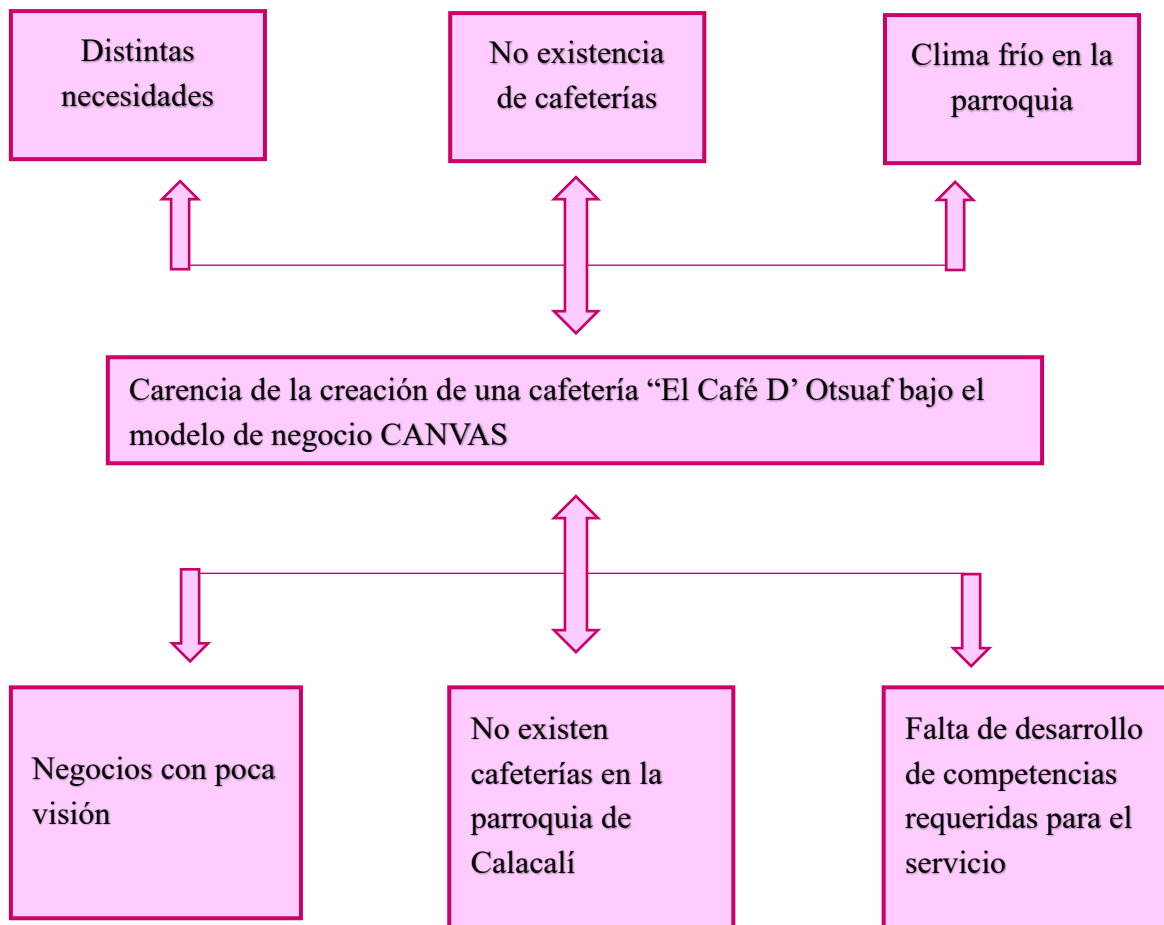 Distintas
necesidades
No existencia
de cafeterías
Clima frío en la
parroquia
Carencia de la creación de una cafetería “El Café D’ Otsuaf bajo el
modelo de negocio CANVAS
Negocios con poca
visión
No existen
cafeterías en la
parroquia de
Calacalí
Falta de desarrollo
de competencias
requeridas para el
servicio